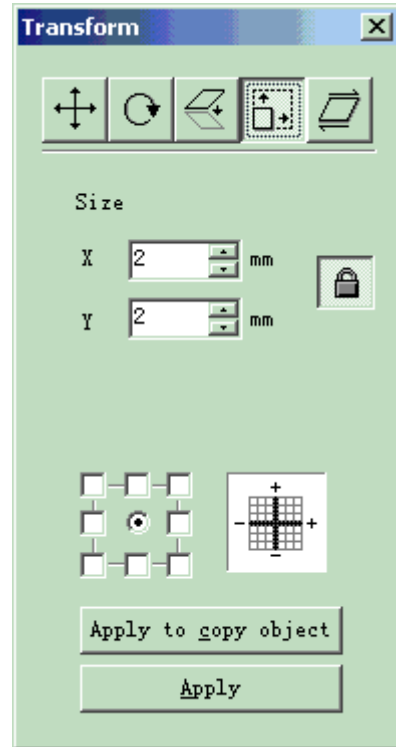 Transform
Size
X 2 mm
Y 2 mm
+
- +
-
Apply to copy object
Apply